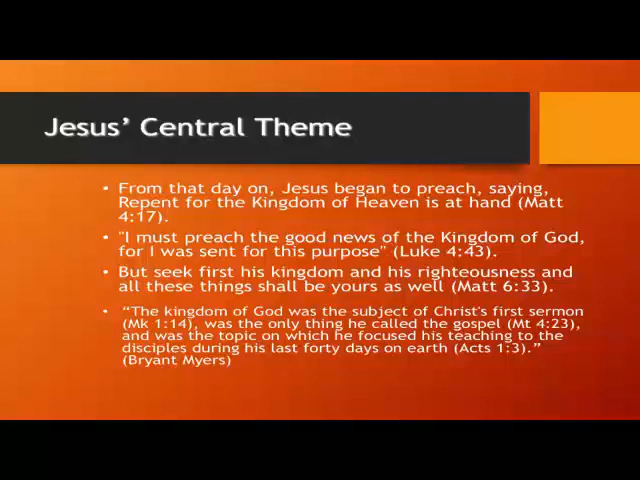 Jesus’ Central Theme
• From that day on, Jesus began to preach, saying,
Repent for the Kingdom of Heaven is at hand (Matt
4:17).
• "I must preach the good news of the Kingdom of God,
for I was sent for this purpose" (Luke 4:43).
• But seek first his kingdom and his righteousness and
all these things shall be yours as well (Matt 6:33).
• “The kingdom of God was the subject of Christ's first sermon
(Mk 1:14), was the only thing he called the gospel (Mt 4:23),
and was the topic on which he focused his teaching to the
disciples during his last forty days on earth (Acts 1:3).”
(Bryant Myers)